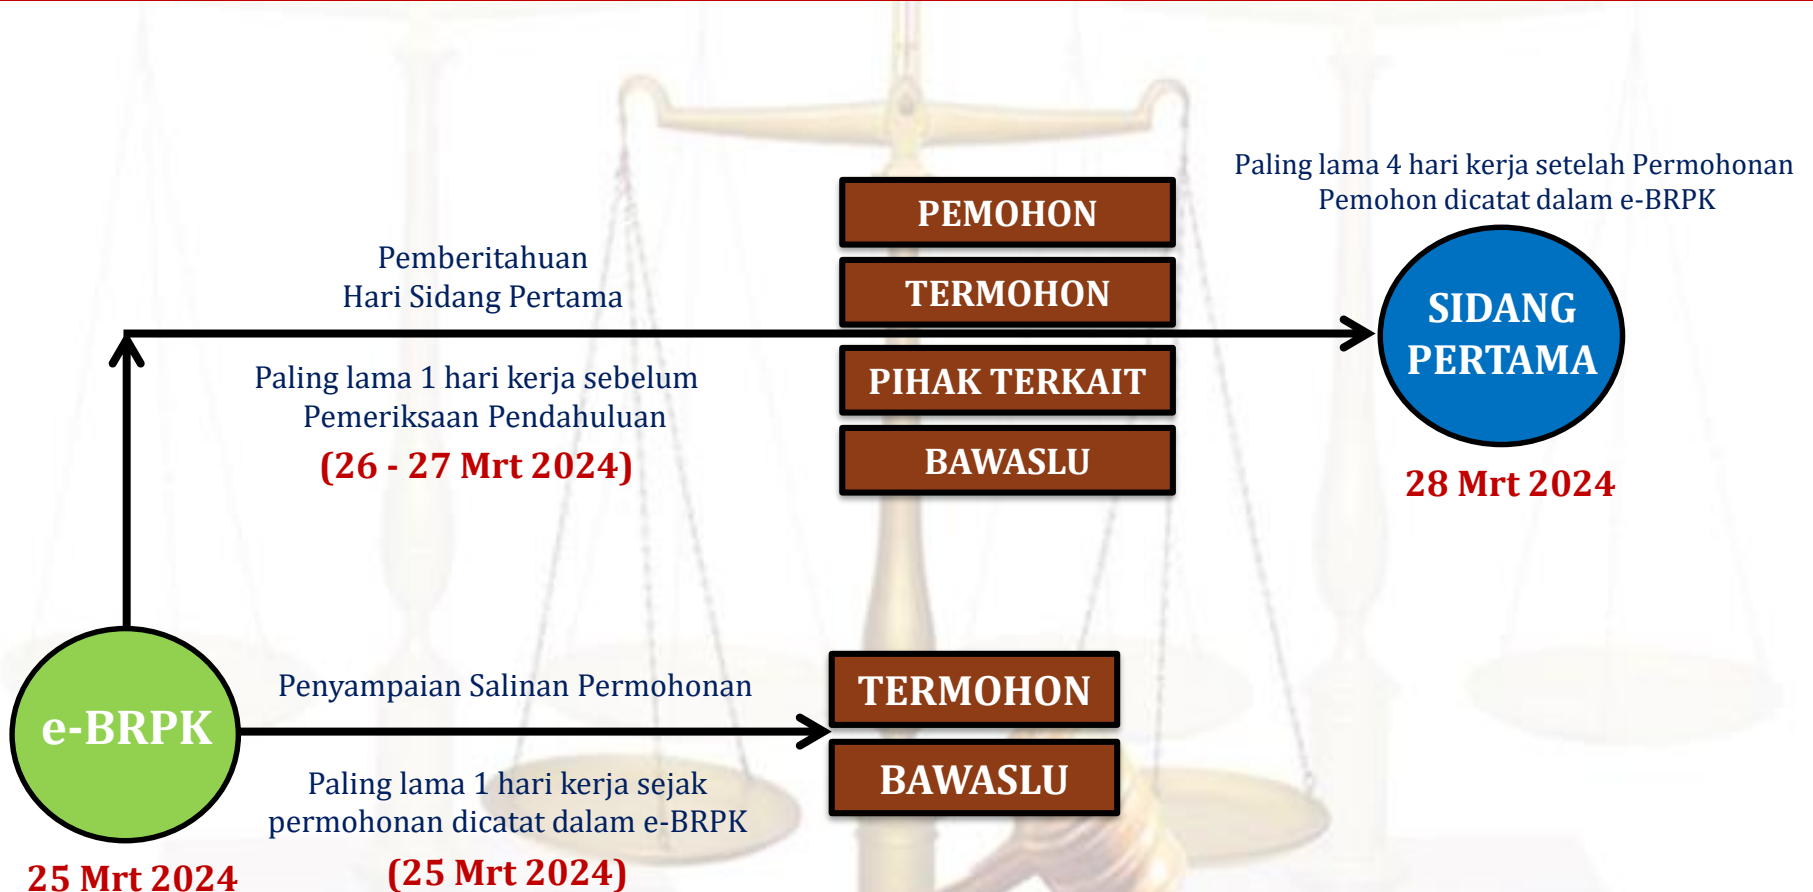 Paling lama 4 hari kerja setelah Permohonan
Pemohon dicatat dalam e-BRPK
PEMOHON
Pemberitahuan
Hari Sidang Pertama
TERMOHON
SIDANG
PERTAMA
Paling lama 1 hari kerja sebelum
Pemeriksaan Pendahuluan
(26 - 27 Mrt 2024)
PIHAK TERKAIT
BAWASLU
28 Mrt 2024
e-BRPK
Penyampaian Salinan Permohonan
TERMOHON
BAWASLU
Paling lama 1 hari kerja sejak
permohonan dicatat dalam e-BRPK
(25 Mrt 2024)
25 Mrt 2024